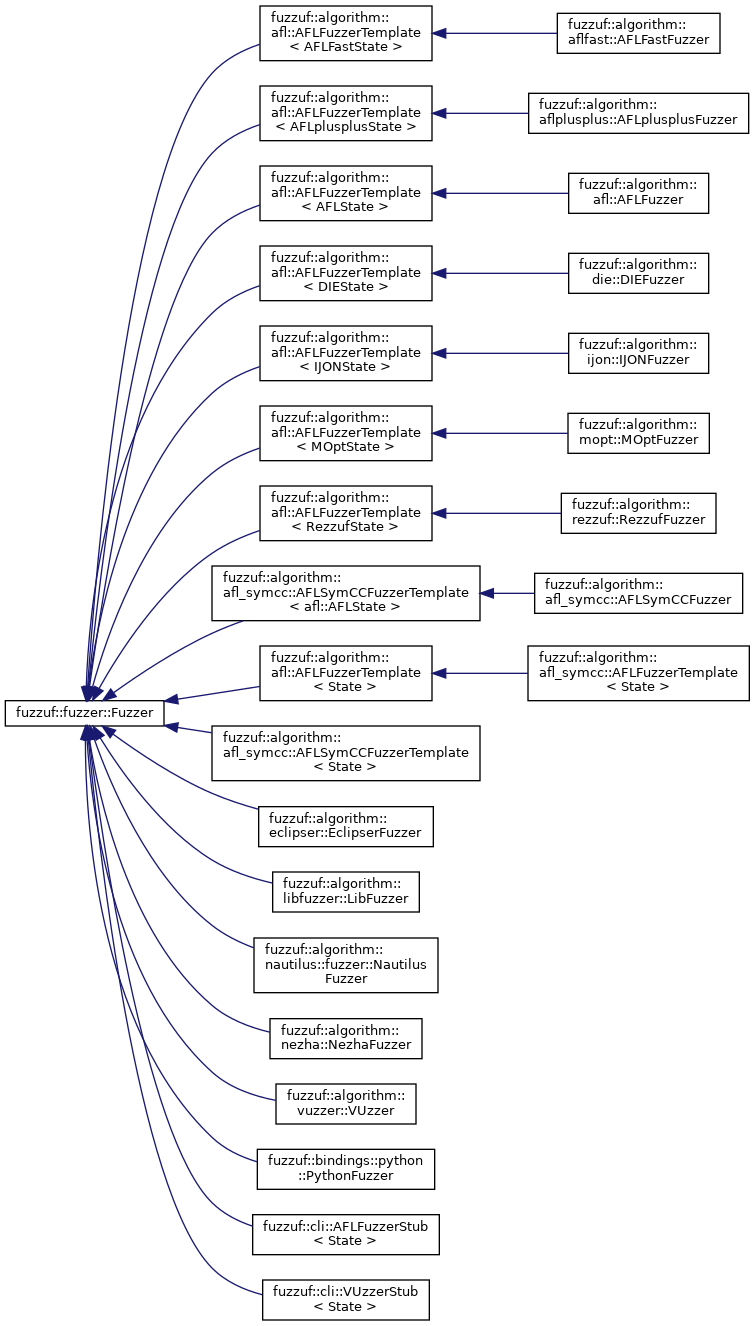 fuzzuf::algorithm::
afl::AFLFuzzerTemplate
< AFLFastState >
fuzzuf::algorithm::
aflfast::AFLFastFuzzer
fuzzuf::algorithm::
afl::AFLFuzzerTemplate
< AFLplusplusState >
fuzzuf::algorithm::
aflplusplus::AFLplusplusFuzzer
fuzzuf::algorithm::
afl::AFLFuzzerTemplate
< AFLState >
fuzzuf::algorithm::
afl::AFLFuzzer
fuzzuf::algorithm::
afl::AFLFuzzerTemplate
< DIEState >
fuzzuf::algorithm::
die::DIEFuzzer
fuzzuf::algorithm::
afl::AFLFuzzerTemplate
< IJONState >
fuzzuf::algorithm::
ijon::IJONFuzzer
fuzzuf::algorithm::
afl::AFLFuzzerTemplate
< MOptState >
fuzzuf::algorithm::
mopt::MOptFuzzer
fuzzuf::algorithm::
afl::AFLFuzzerTemplate
< RezzufState >
fuzzuf::algorithm::
rezzuf::RezzufFuzzer
fuzzuf::algorithm::
afl_symcc::AFLSymCCFuzzerTemplate
< afl::AFLState >
fuzzuf::algorithm::
afl_symcc::AFLSymCCFuzzer
fuzzuf::algorithm::
afl::AFLFuzzerTemplate
< State >
fuzzuf::algorithm::
afl_symcc::AFLFuzzerTemplate
< State >
fuzzuf::fuzzer::Fuzzer
fuzzuf::algorithm::
afl_symcc::AFLSymCCFuzzerTemplate
< State >
fuzzuf::algorithm::
eclipser::EclipserFuzzer
fuzzuf::algorithm::
libfuzzer::LibFuzzer
fuzzuf::algorithm::
nautilus::fuzzer::Nautilus
Fuzzer
fuzzuf::algorithm::
nezha::NezhaFuzzer
fuzzuf::algorithm::
vuzzer::VUzzer
fuzzuf::bindings::python
::PythonFuzzer
fuzzuf::cli::AFLFuzzerStub
< State >
fuzzuf::cli::VUzzerStub
< State >